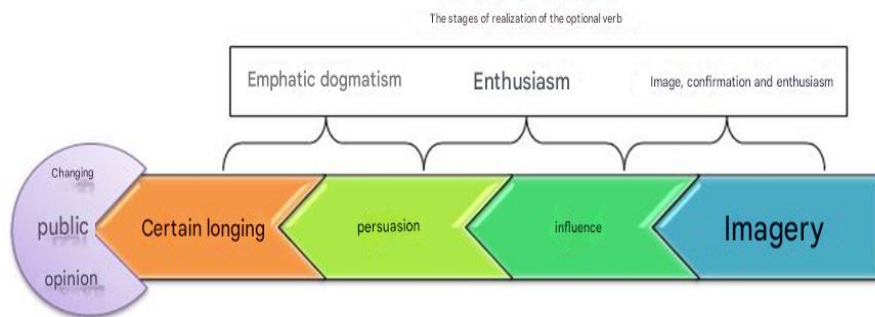 The stages of realization of the optional verb
Emphatic dogmatism
Enthusiasm
Image, confirmation and enthusiasm
Changing
public
opinion
Certain longing
persuasion
influence
Imagery